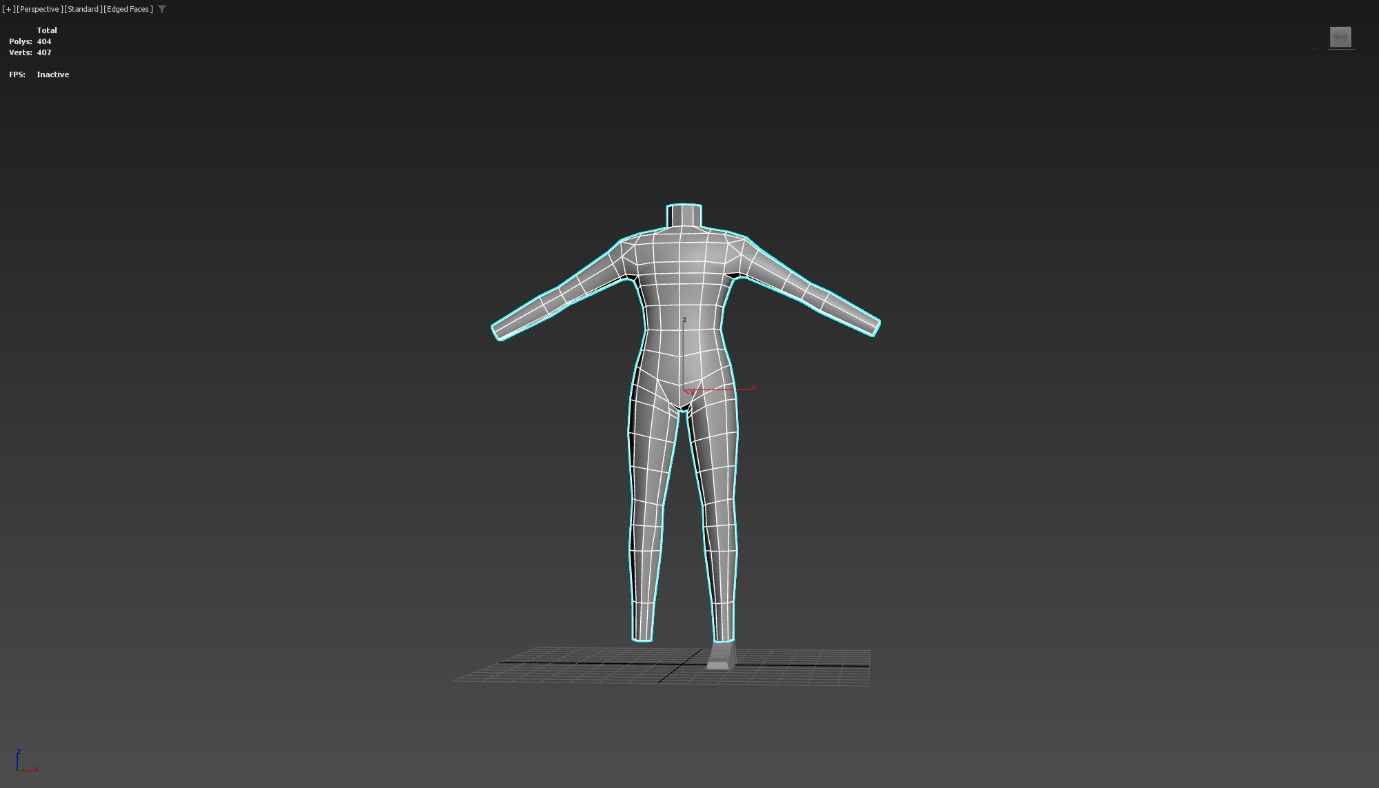 [+][Perspective][Standard][Edged Faces]
Total
Polys: 404
Verts: 407
FPS: Inactive
z
x
z
x